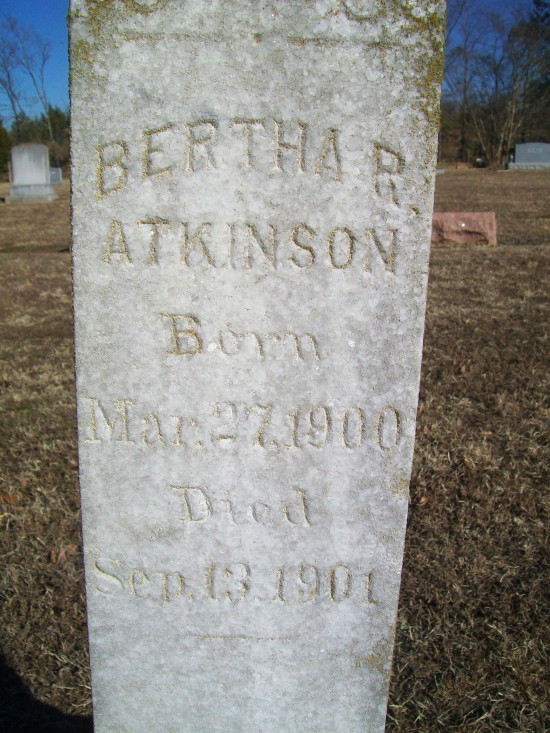 BERTHA R.
ATKINSON
Born
Mar. 27, 1900
Died
Sep. 13, 1901